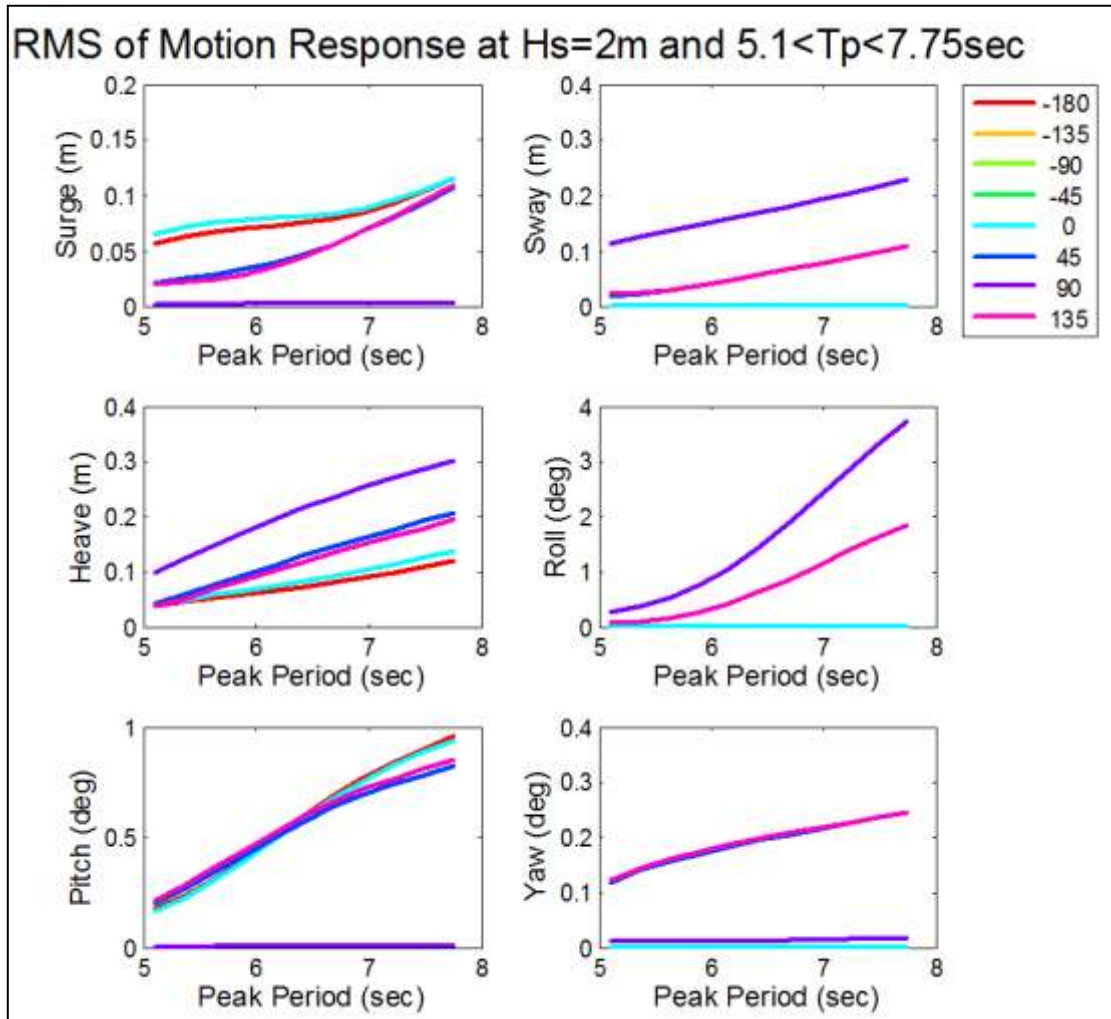 RMS of Motion Response at Hs=2m and 5.1<Tp<7.75sec
0.2
0.15
0.1
0.05
0
Surge (m)
5 6 7 8
Peak Period (sec)
0.4
0.3
0.2
0.1
0
Sway (m)
5 6 7 8
Peak Period (sec)
-180
-135
-90
-45
0
45
90
135
0.4
0.3
0.2
0.1
0
Heave (m)
5 6 7 8
Peak Period (sec)
4
3
2
1
0
Roll (deg)
5 6 7 8
Peak Period (sec)
1
0.5
0
Pitch (deg)
5 6 7 8
Peak Period (sec)
0.4
0.3
0.2
0.1
0
Yaw (deg)
5 6 7 8
Peak Period (sec)